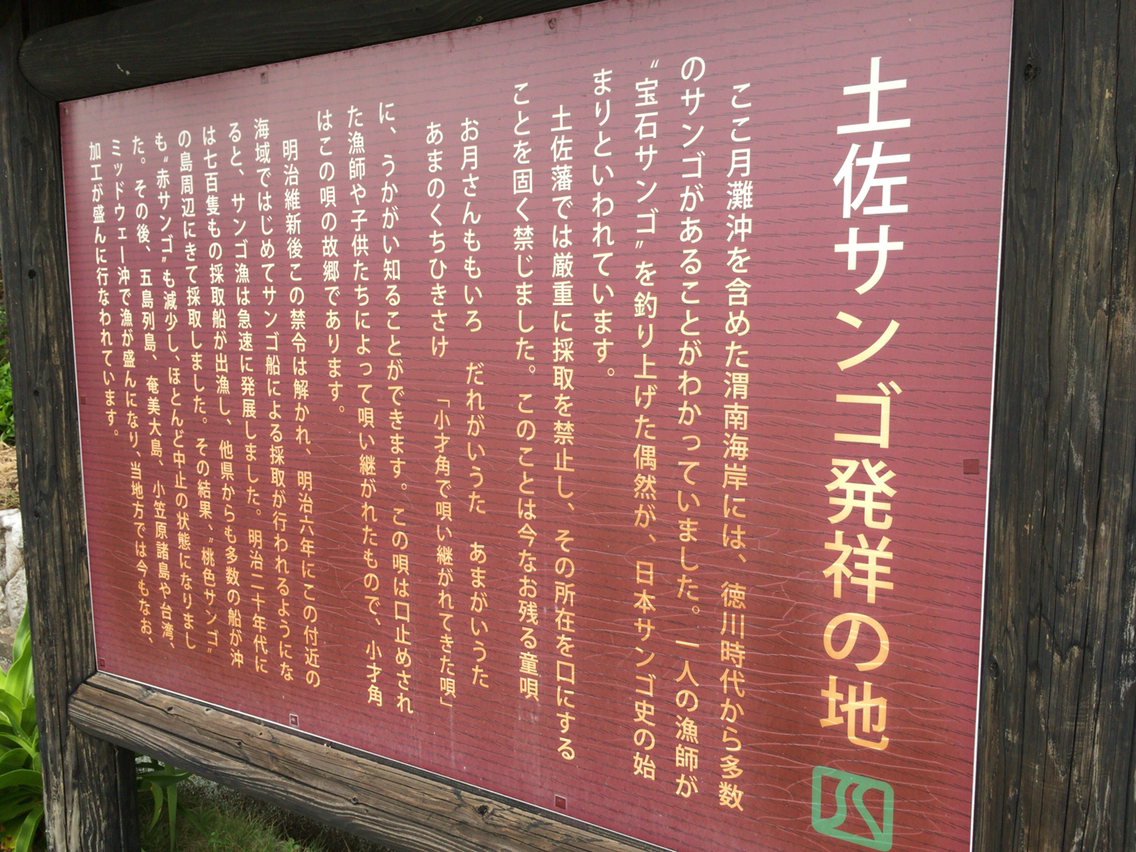 土佐サンゴ発祥の地
ここ月灘沖を含めた渭南海岸には、徳川時代から多数
のサンゴがあることがわかっていました。一人の漁師が
〝宝石サンゴ〟を釣り上げた偶然が、日本サンゴ史の始
まりといわれています。
土佐藩では厳重に採取を禁止し、その所在を口にする
ことを固く禁じました。このことは今なお残る童唄
お月さんももいろ だれがいうた あまがいうた
あまのくちひきさけ 「小才角で唄い継がれてきた唄」
に、うかがい知ることができます。この唄は口止めされ
た漁師や子供たちによって唄い継がれたもので、小才角
はこの唄の故郷であります。
明治維新後この禁令は解かれ、明治六年にこの付近の
海域ではじめてサンゴ船による採取が行われるようにな
ると、サンゴ漁は急速に発展しました。明治二十年代に
は七百隻もの採取船が出漁し、他県からも多数の船が沖
の島周辺にきて採取しました。その結果、〝桃色サンゴ〟
も〝赤サンゴ〟も減少し、ほとんど中止の状態になりまし
た。その後、五島列島、奄美大島、小笠原諸島や台湾、
ミッドウェー沖で漁が盛んになり、当地方では今もなお、
加工が盛んに行なわれています。